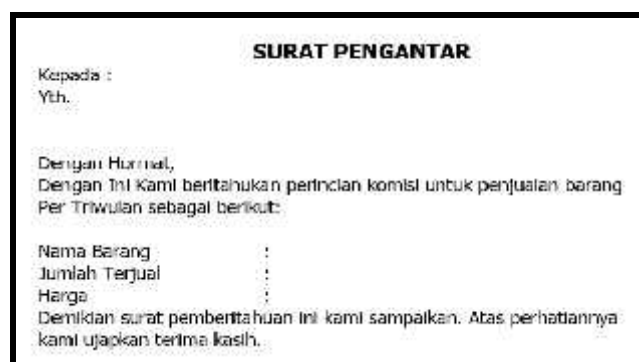 SURAT PENGANTAR
Kepada :
Yth.
Dengan Hormat,
Dengan Ini Kami beritahukan perincian komisi untuk penjualan barang
Per Triwulan sebagai berikut:
Nama Barang :
Jumlah Terjual :
Harga :
Demikian surat pemberitahuan ini kami sampaikan. Atas perhatiannya
kami ujapkan terima kasih.